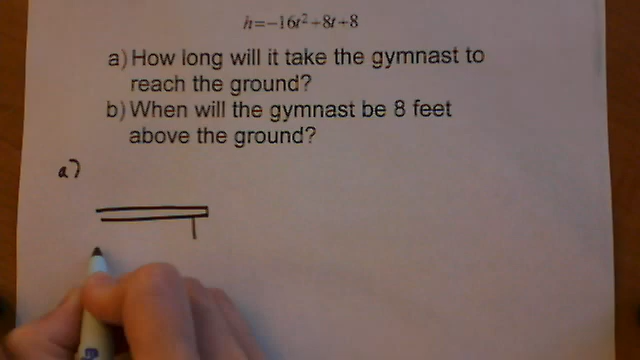 h=-16t²+8t+8
a) How long will it take the gymnast to
reach the ground?
b) When will the gymnast be 8 feet
above the ground?
a)